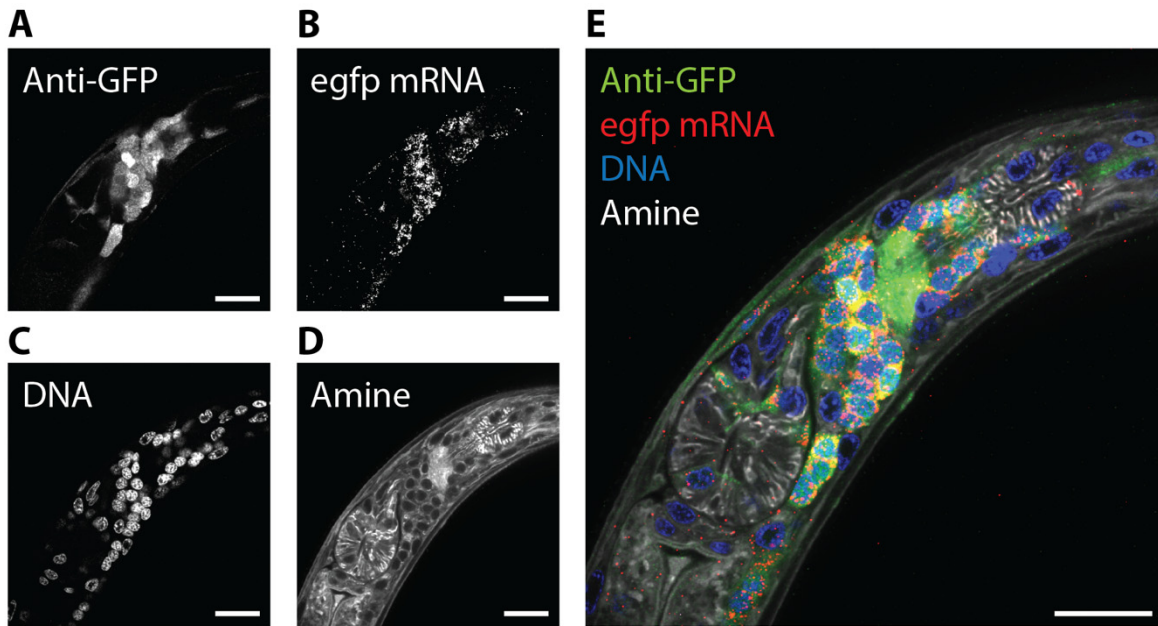 A
Anti-GFP
B
egfp mRNA
C
DNA
D
Amine
E
Anti-GFP
egfp mRNA
DNA
Amine